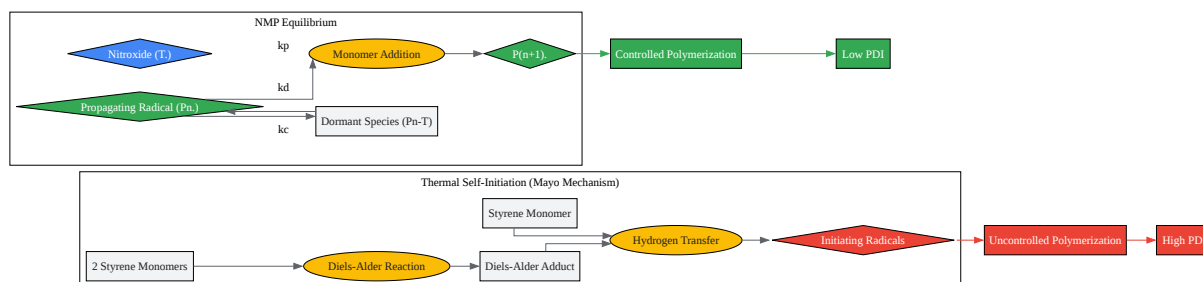 NMP Equilibrium
Nitroxide (T.)
kp
Monomer Addition
P(n+1).
Controlled Polymerization
Low PDI
kd
Propagating Radical (Pn.)
Dormant Species (Pn-T)
kc
Thermal Self-Initiation (Mayo Mechanism)
Styrene Monomer
Hydrogen Transfer
Initiating Radicals
Uncontrolled Polymerization
High PD
2 Styrene Monomers
Diels-Alder Reaction
Diels-Alder Adduct